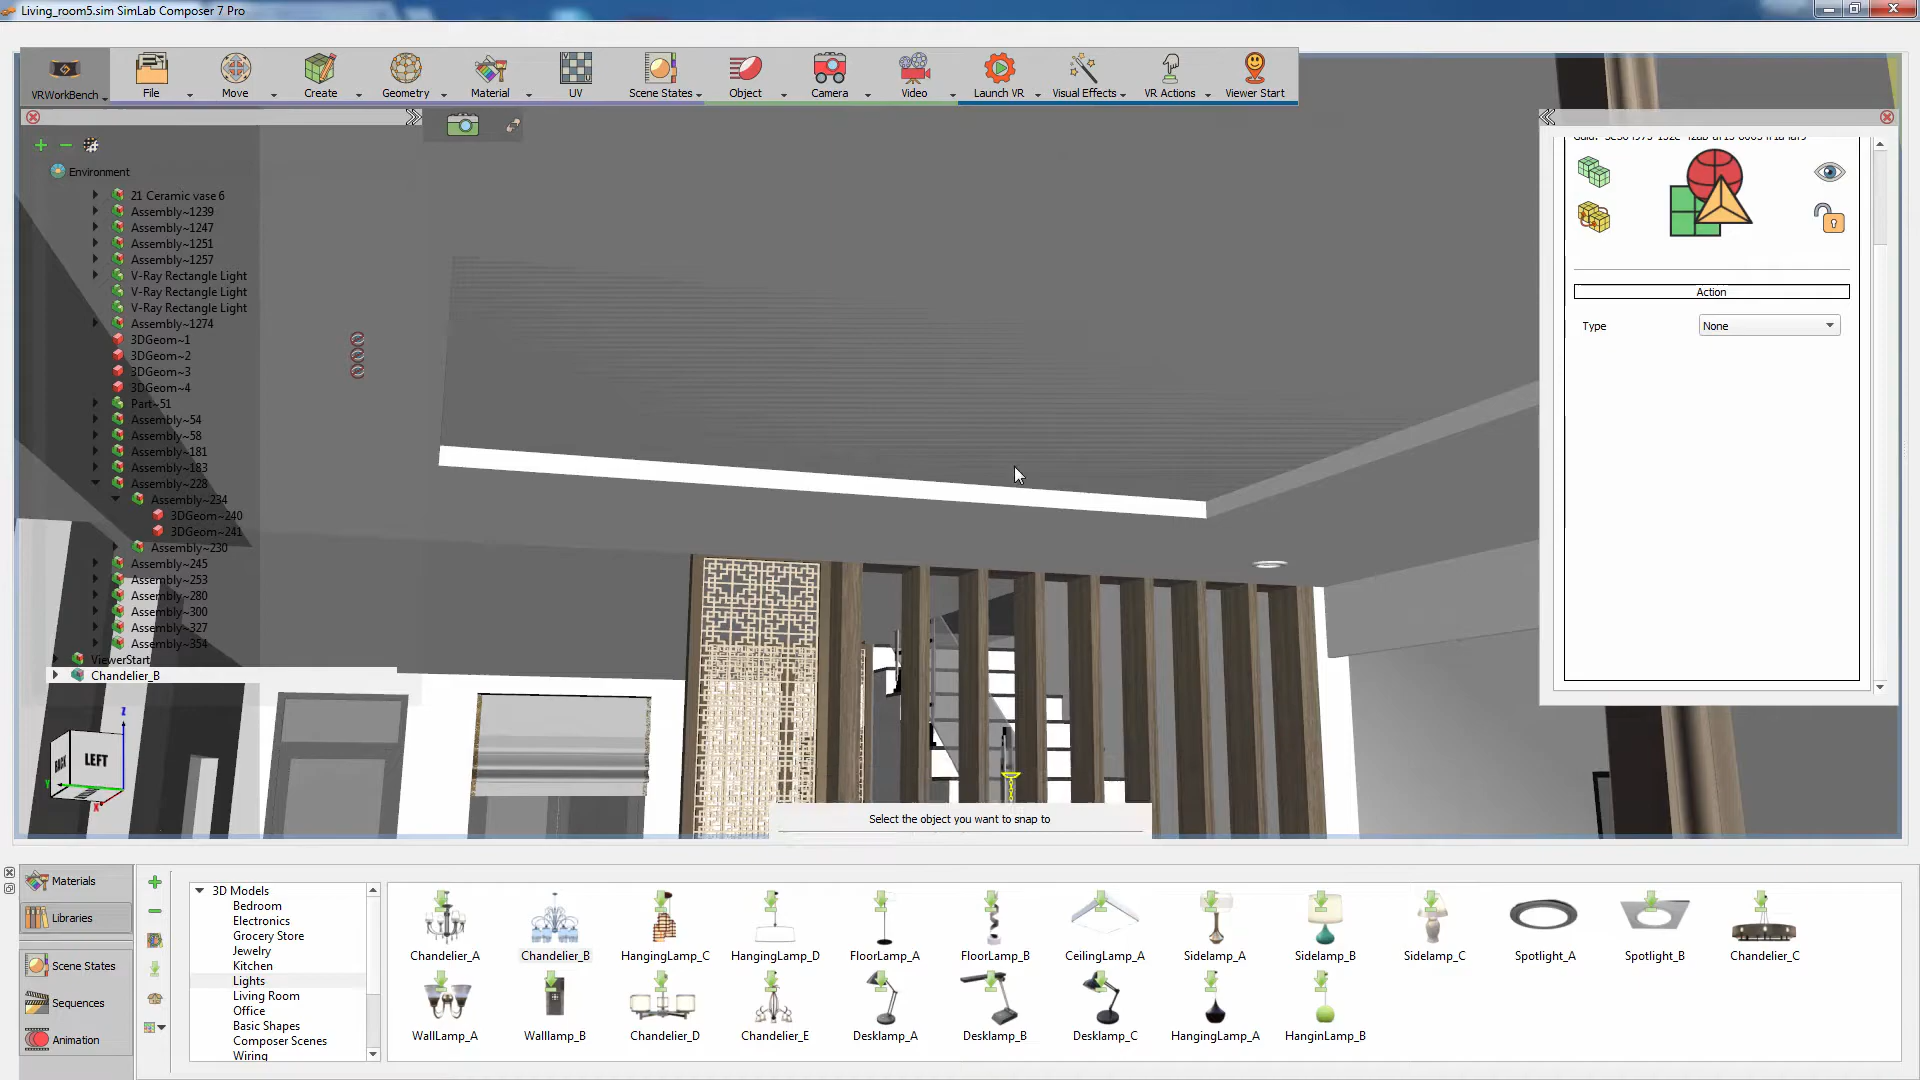 Living_room5.sim SimLab Composer 7 Pro
VRWorkBench
File
Move
Create
Geometry
Material
UV
Scene States
Object
Camera
Video
Launch VR
Visual Effects
VR Actions
Viewer Start
Environment
21 Ceramic vase 6
Assembly~1239
Assembly~1247
Assembly~1251
Assembly~1257
V-Ray Rectangle Light
V-Ray Rectangle Light
V-Ray Rectangle Light
Assembly~1274
3DGeom~1
3DGeom~2
3DGeom~3
3DGeom~4
Part~51
Assembly~54
Assembly~58
Assembly~181
Assembly~183
Assembly~228
Assembly~234
3DGeom~240
3DGeom~241
Assembly~230
Assembly~245
Assembly~253
Assembly~280
Assembly~300
Assembly~327
Assembly~354
ViewerStart
Chandelier_B
Action
Type
None
BACK
LEFT
Z
Y
X
Select the object you want to snap to
Materials
Libraries
Scene States
Sequences
Animation
3D Models
Bedroom
Electronics
Grocery Store
Jewelry
Kitchen
Lights
Living Room
Office
Basic Shapes
Composer Scenes
Wiring
Chandelier_A
Chandelier_B
HangingLamp_C
HangingLamp_D
FloorLamp_A
FloorLamp_B
CeilingLamp_A
Sidelamp_A
Sidelamp_B
Sidelamp_C
Spotlight_A
Spotlight_B
Chandelier_C
WallLamp_A
Walllamp_B
Chandelier_D
Chandelier_E
Desklamp_A
Desklamp_B
Desklamp_C
HangingLamp_A
HanginLamp_B